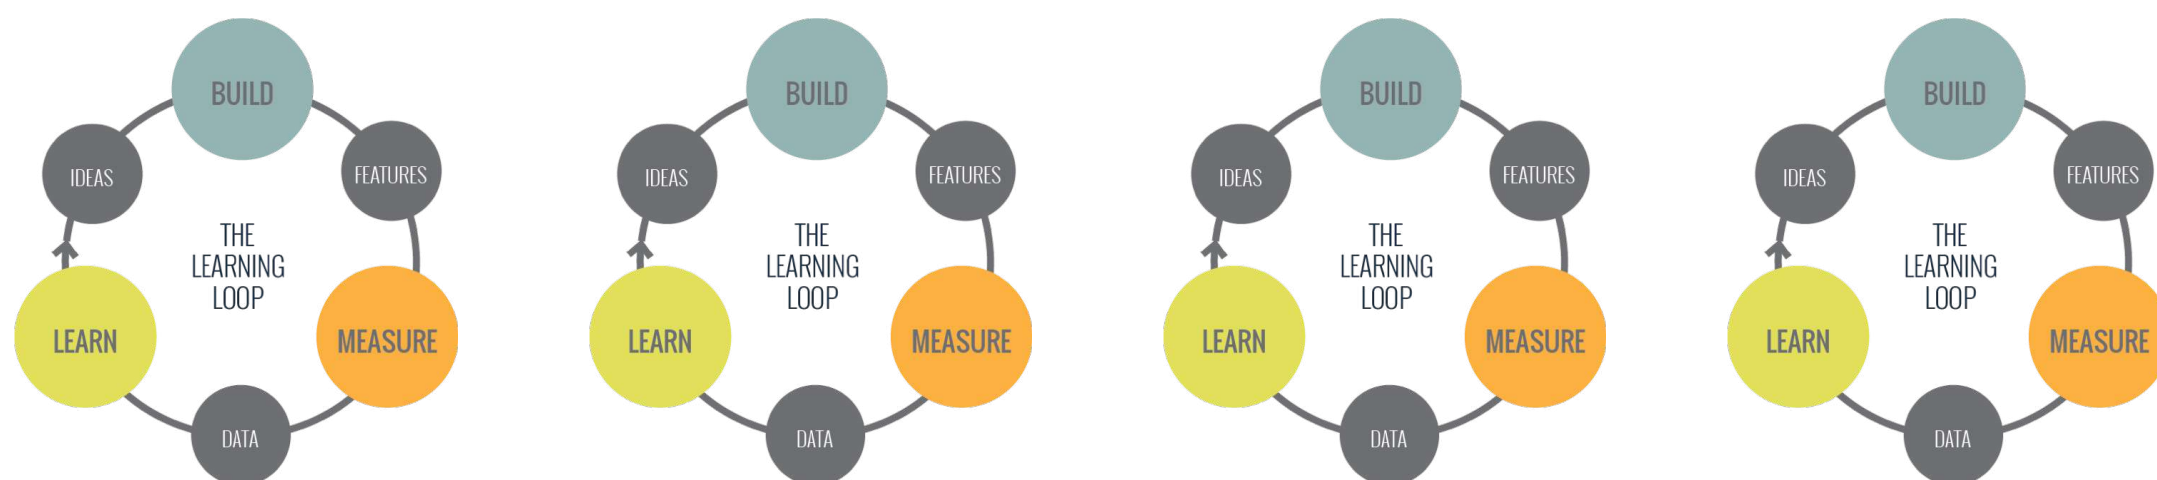 BUILD
IDEAS
FEATURES
THE
LEARNING
LOOP
LEARN
MEASURE
DATA
BUILD
IDEAS
FEATURES
THE
LEARNING
LOOP
LEARN
MEASURE
DATA
BUILD
IDEAS
FEATURES
THE
LEARNING
LOOP
LEARN
MEASURE
DATA
BUILD
IDEAS
FEATURES
THE
LEARNING
LOOP
LEARN
MEASURE
DATA